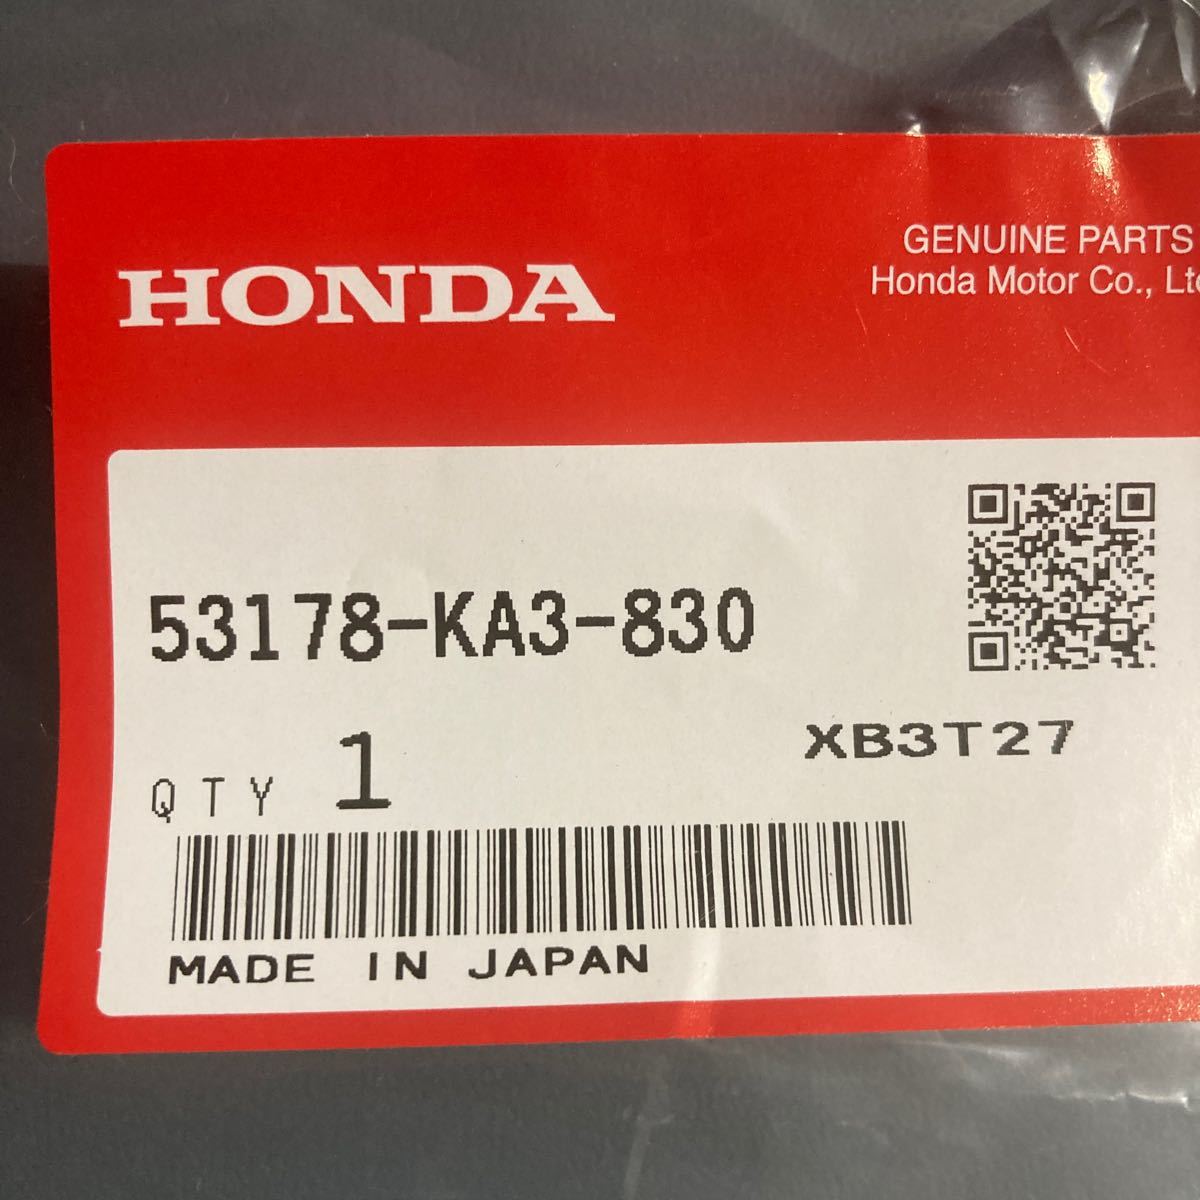 HONDA
GENUINE PARTS
Honda Motor Co., Ltd
53178-KA3-830
XB3T27
QTY 1
MADE IN JAPAN